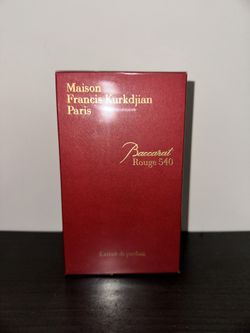 Maison
Francis Kurkdjian
Paris
Baccarat
Rouge 540
Extrait de parfum